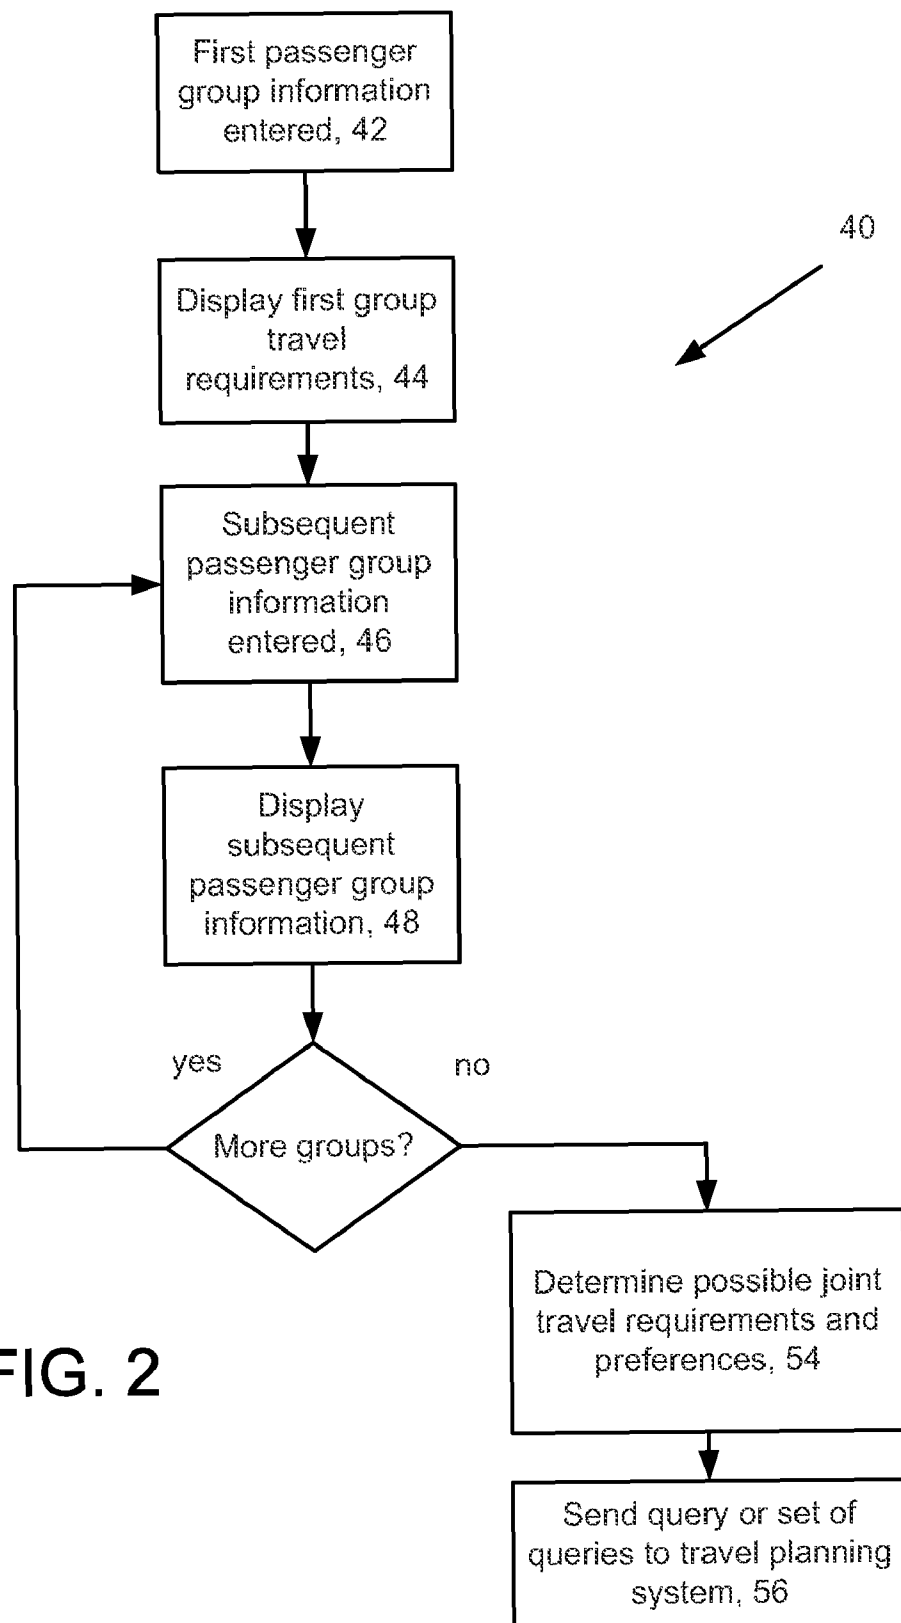 First passenger
group information
entered, 42
40
Display first group
travel
requirements, 44
Subsequent
passenger group
information
entered, 46
Display
subsequent
passenger group
information, 48
yes
no
More groups?
Determine possible joint
travel requirements and
preferences, 54
FIG. 2
Send query or set of
queries to travel planning
system, 56